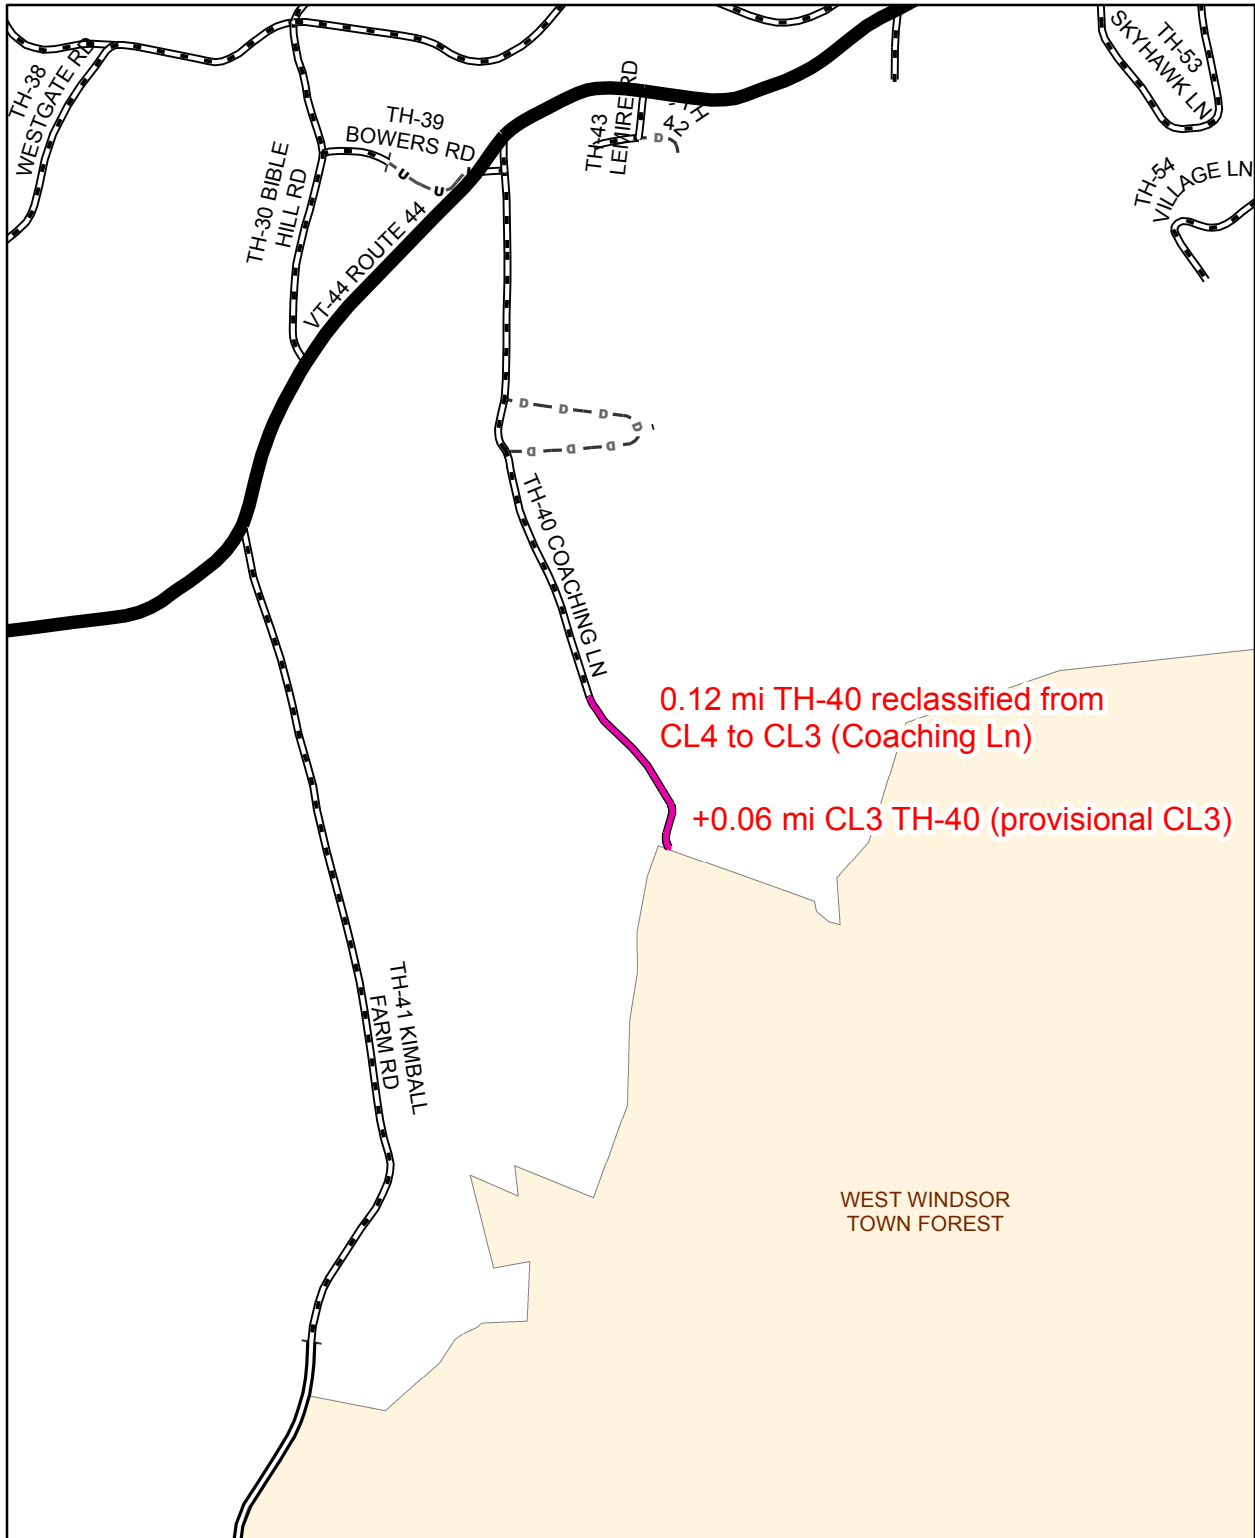 TH-38
WESTGATE RD
TH-39
BOWERS RD
TH-30 BIBLE
HILL RD
VT-44 ROUTE 44
U
U
TH-43
LEMIRE RD
D
TH-53
SKYHAWK LN
TH-54
VILLAGE LN
D
D
D
D
D
D
D
TH-40 COACHING LN
0.12 mi TH-40 reclassified from
CL4 to CL3 (Coaching Ln)
+0.06 mi CL3 TH-40 (provisional CL3)
TH-41 KIMBALL
FARM RD
WEST WINDSOR
TOWN FOREST